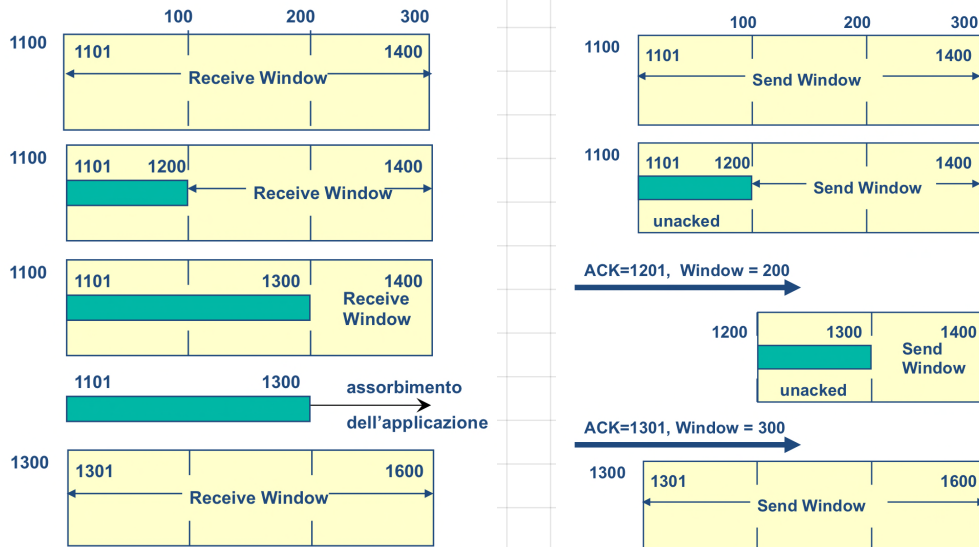 100 200 300
1100
1101 1400
Receive Window
1100
1101 1200 1400
Receive Window
1100
1101 1300 1400
Receive
Window
1101 1300
assorbimento
dell'applicazione
1300
1301 1600
Receive Window
100 200 300
1100
1101 1400
Send Window
1100
1101 1200 1400
Send Window
unacked
ACK=1201, Window = 200
1200 1300 1400
Send
Window
unacked
ACK=1301, Window = 300
1300
1301 1600
Send Window